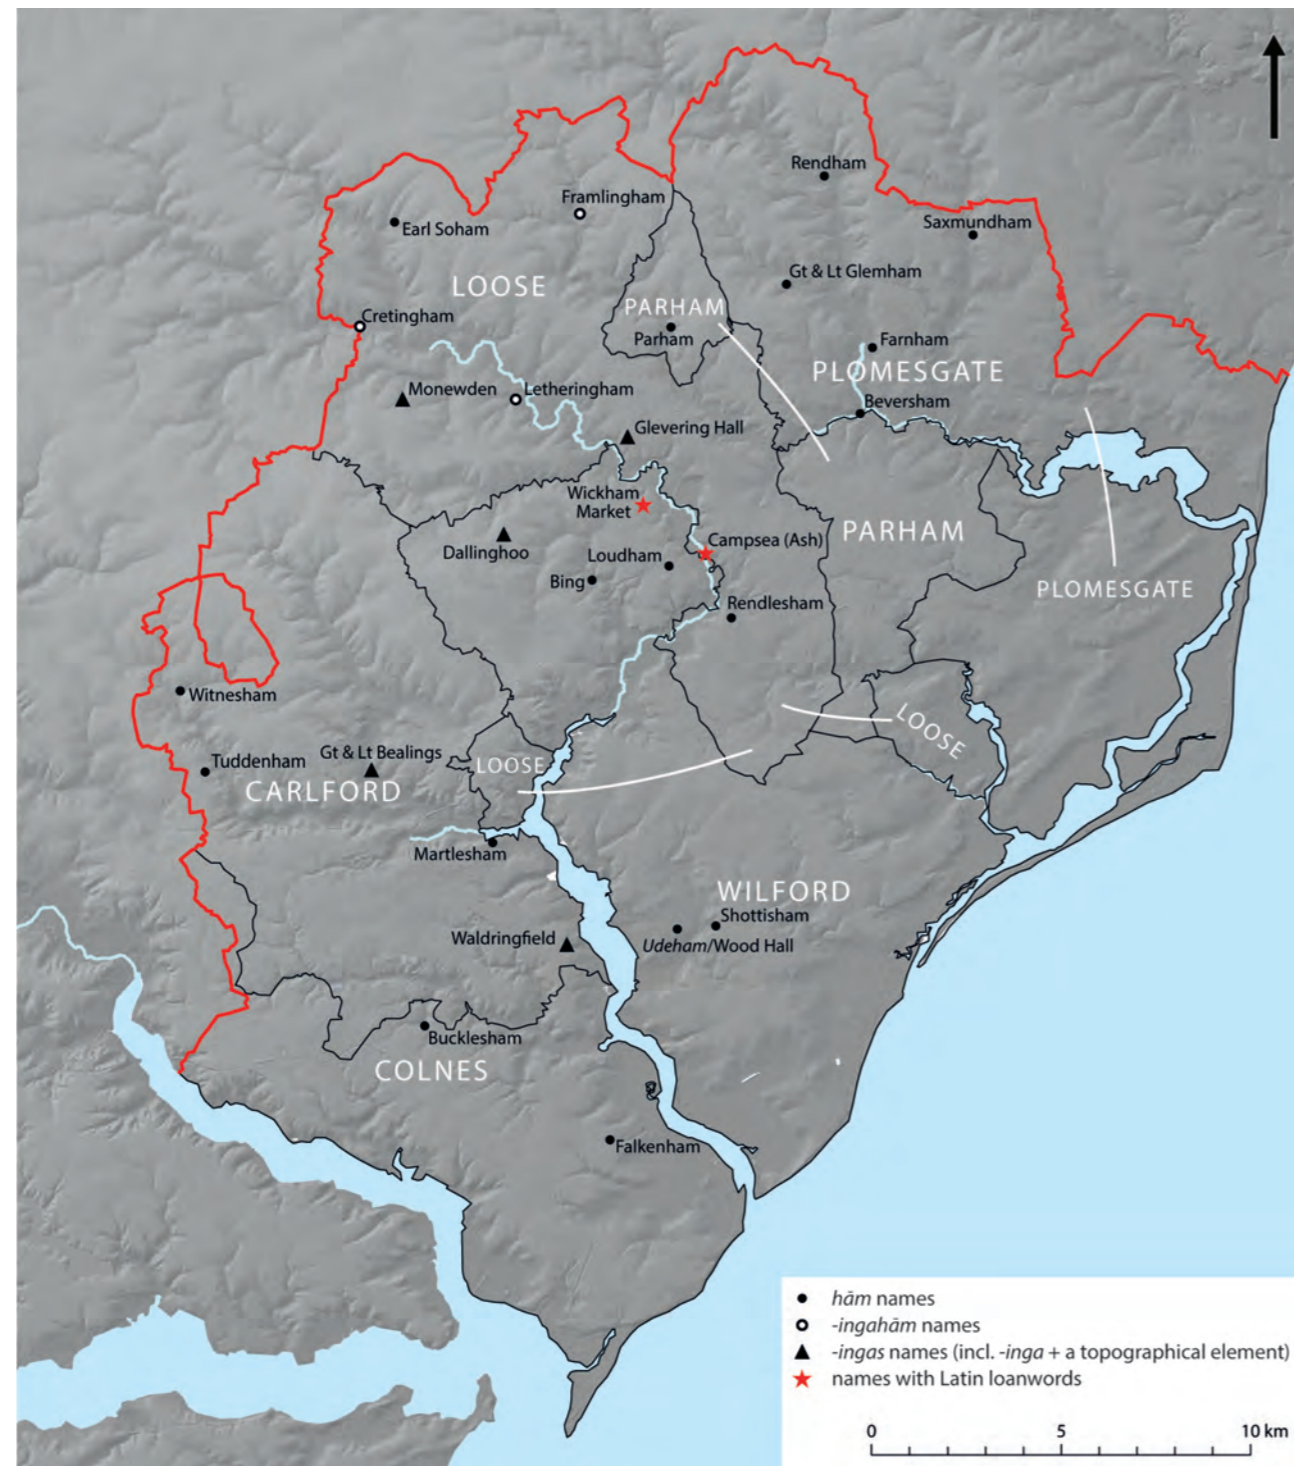 Rendham
Framlingham
Saxmundham
Earl Soham
Gt & Lt Glemham
LOOSE
PARHAM
Cretingham
Parham
Farnham
PLOMESGATE
Monewden
Letheringham
Beversham
Glevering Hall
Wickham
Market
PARHAM
Campsea (Ash)
Dallinghoo
Loudham
Bing
PLOMESGATE
Rendlesham
Witnesham
LOOSE
Gt & Lt Bealings
Tuddenham
LOOSE
CARLFORD
Martlesham
WILFORD
Shottisham
Waldringfield
Udeham/Wood Hall
Bucklesham
COLNES
Falkenham
hām names
-ingahām names
-ingas names (incl. -inga + a topographical element)
names with Latin loanwords
0 5 10 km